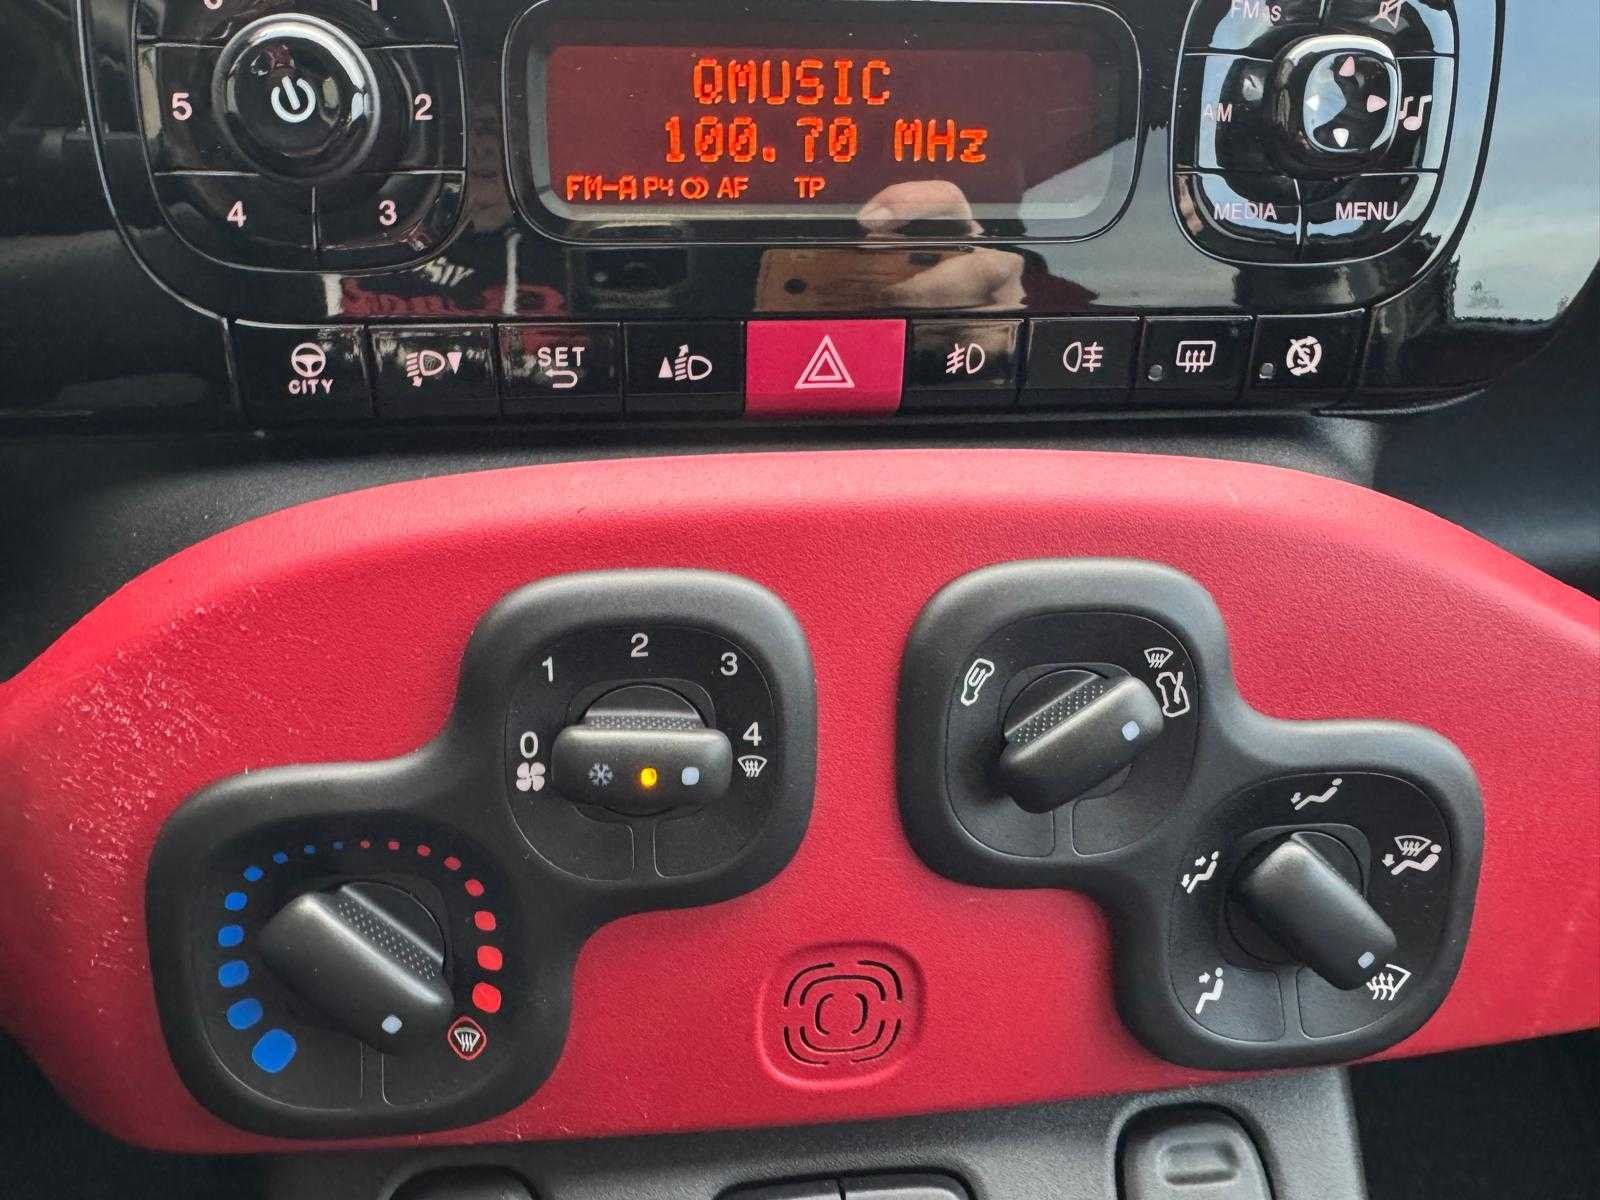 QMUSIC
100.70 MHz
FM-A P4 AF TP
5 2
4 3
AM
MEDIA MENU
CITY
SET
1 2 3
0 4